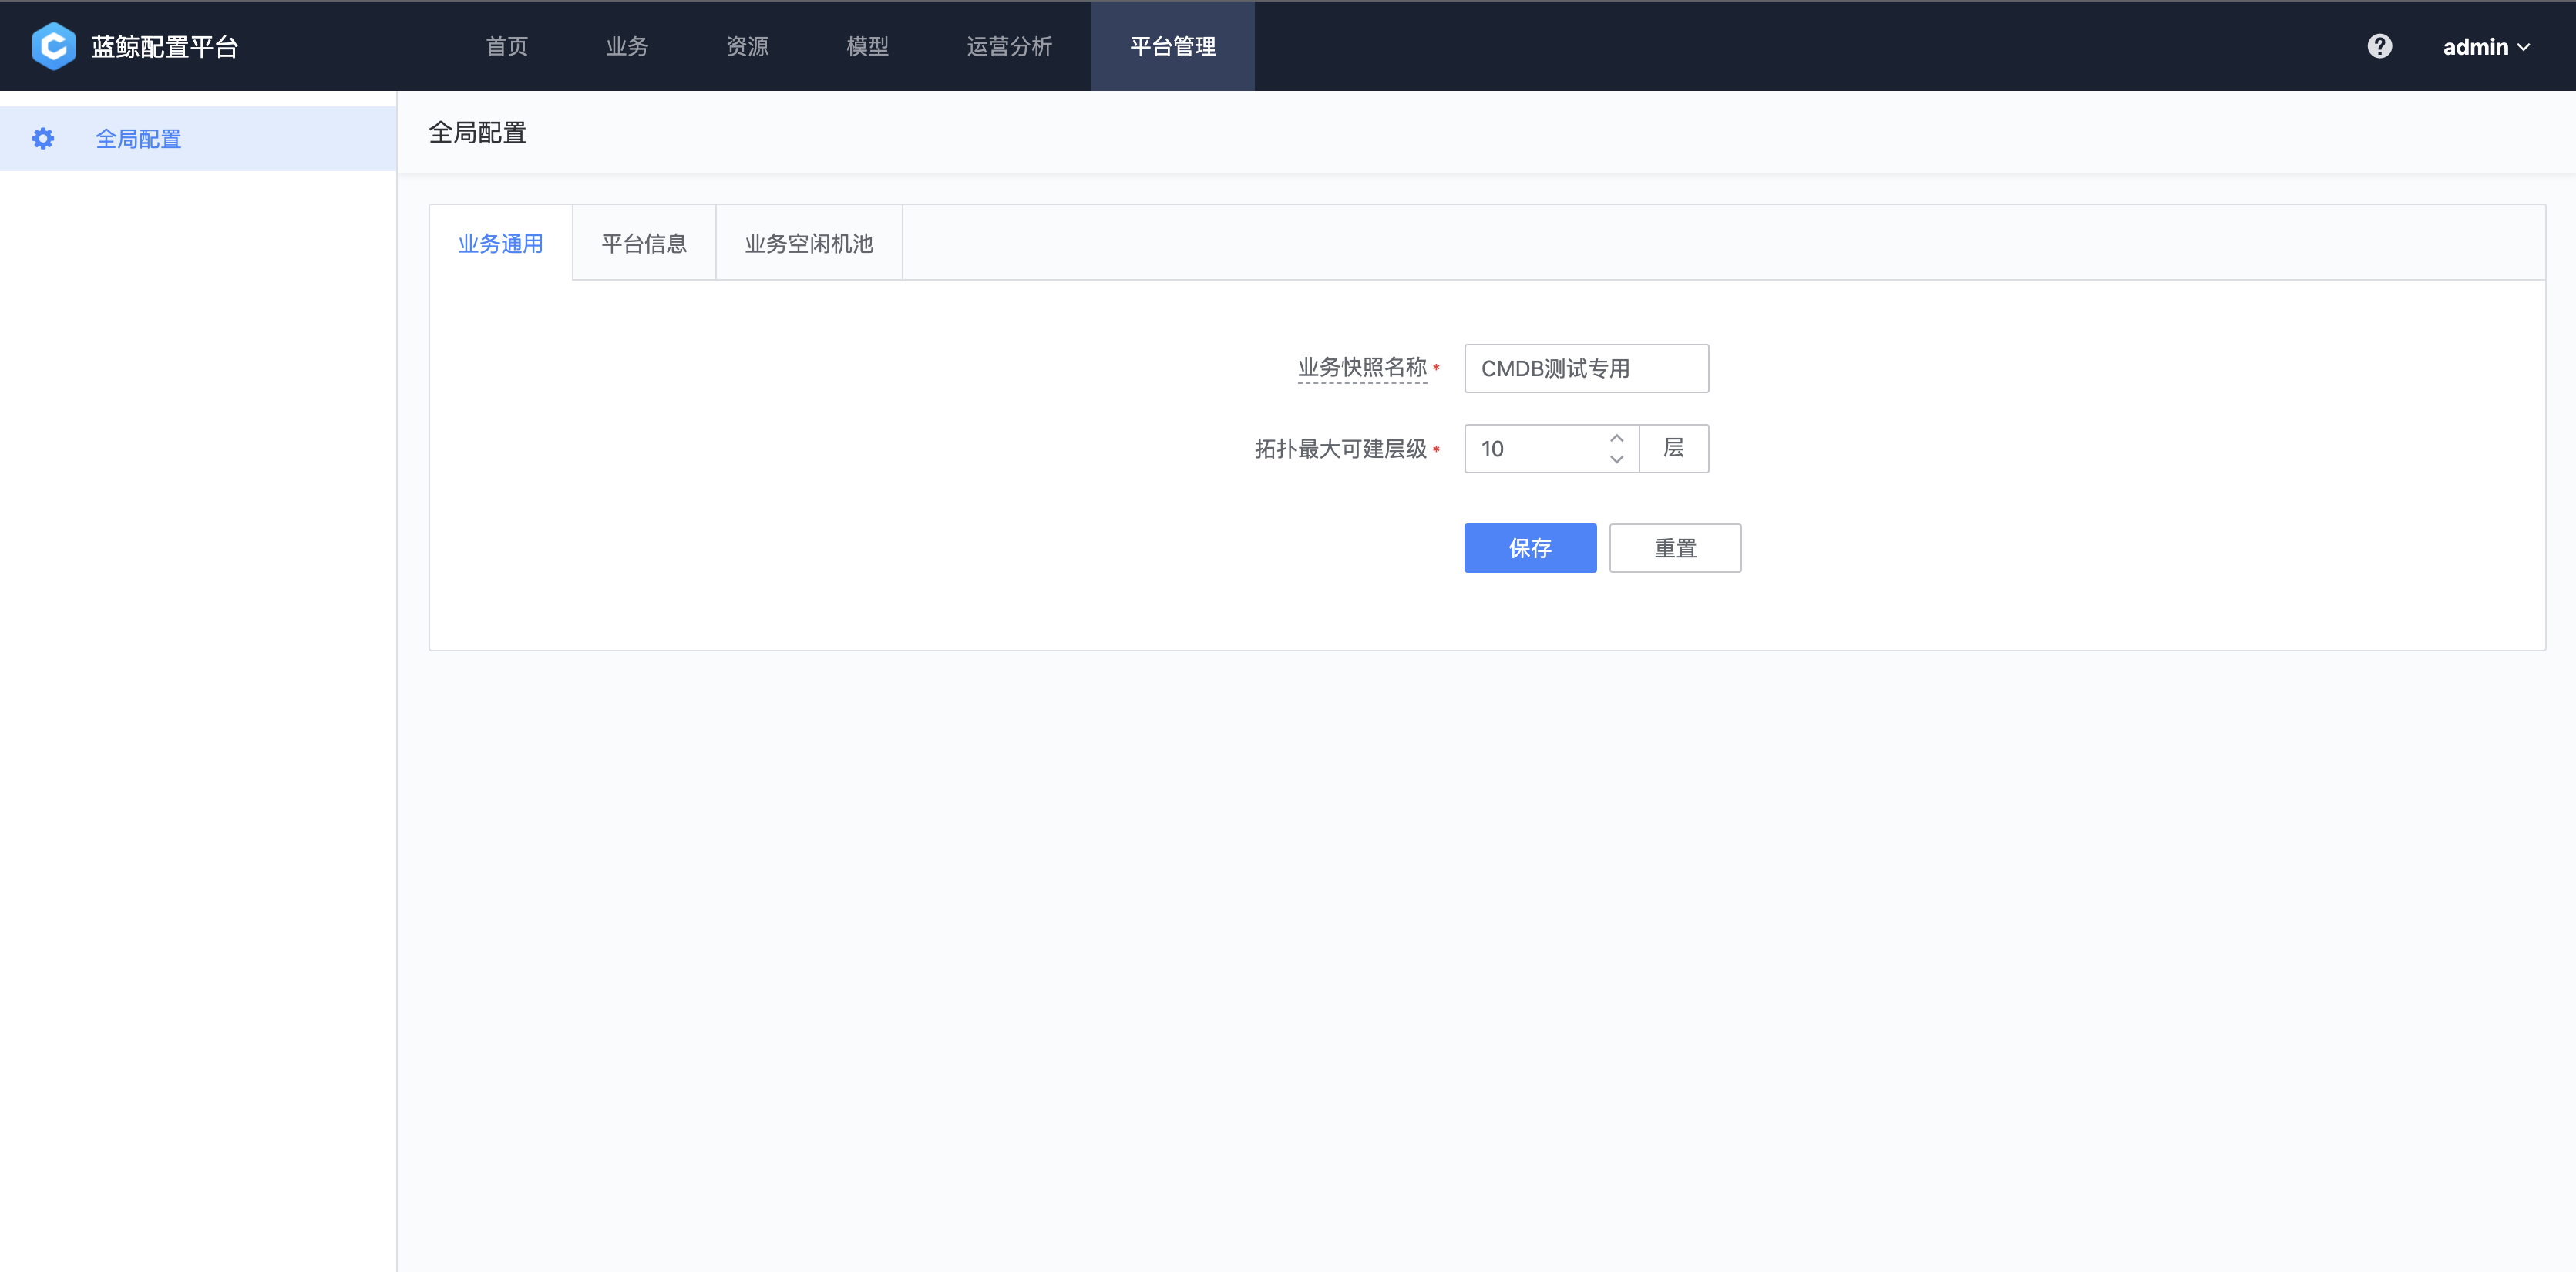 蓝鲸配置平台 首页 业务 资源 模型 运营分析 平台管理 admin
全局配置
全局配置
业务通用 平台信息 业务空闲机池
业务快照名称* CMDB测试专用
拓扑最大可建层级* 10 层
保存 重置